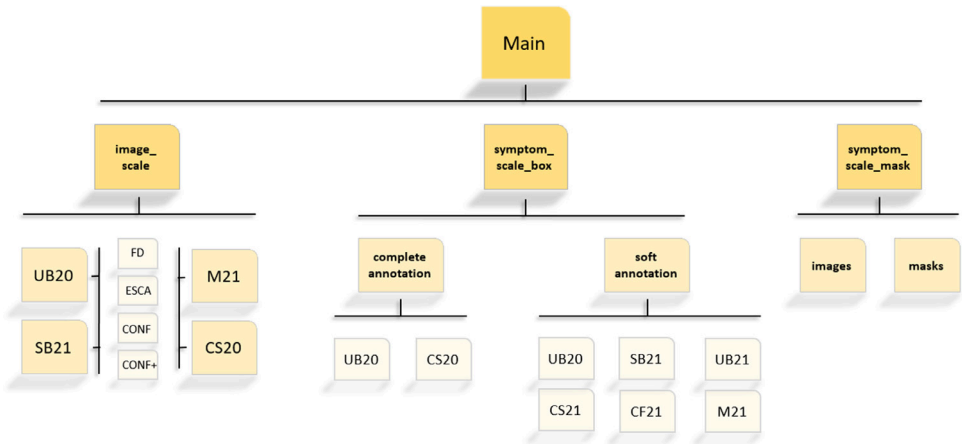 Main
image_
scale
symptom_
scale_box
symptom_
scale_mask
UB20
FD
ESCA
M21
SB21
CONF
CONF+
CS20
complete
annotation
soft
annotation
images
masks
UB20
CS20
UB20
SB21
UB21
CS21
CF21
M21